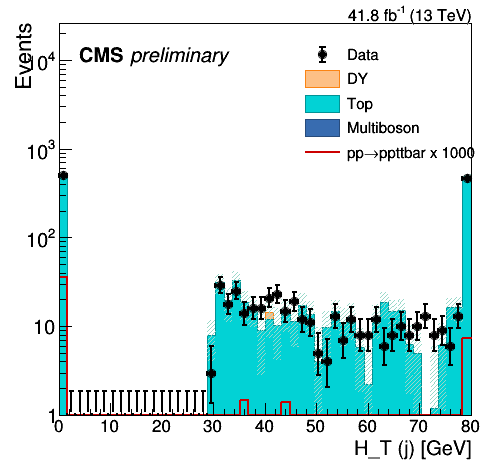 41.8 fb⁻¹ (13 TeV)
Events
CMS preliminary
Data
DY
Top
Multiboson
pp→ppttbar x 1000
10⁴
10³
10²
10
1
0 10 20 30 40 50 60 70 80
H_T (j) [GeV]